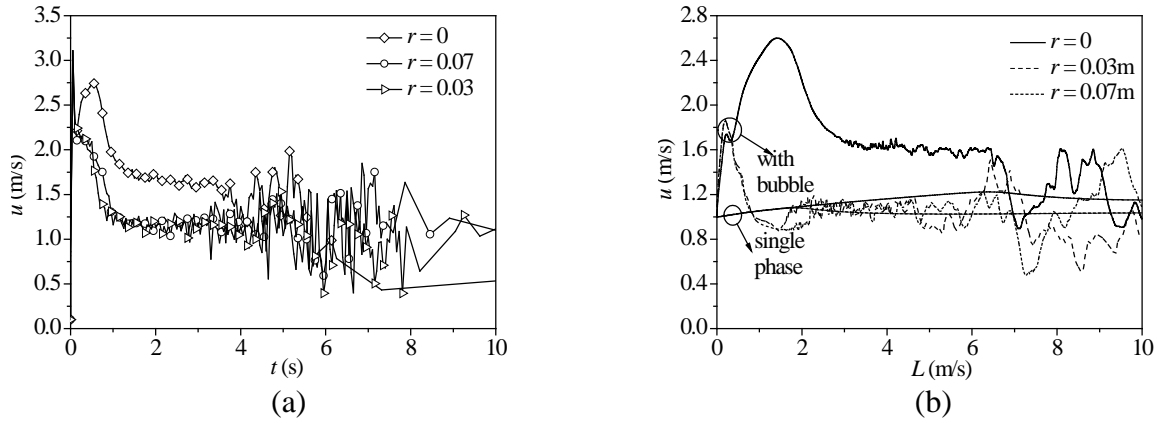 3.5
3.0
2.5
2.0
1.5
1.0
0.5
0.0
u (m/s)
0 2 4 6 8 10
t (s)
r = 0
r = 0.07
r = 0.03
(a)
2.8
2.4
2.0
1.6
1.2
0.8
0.4
0.0
u (m/s)
0 2 4 6 8 10
L (m/s)
r = 0
r = 0.03m
r = 0.07m
with
bubble
single
phase
(b)